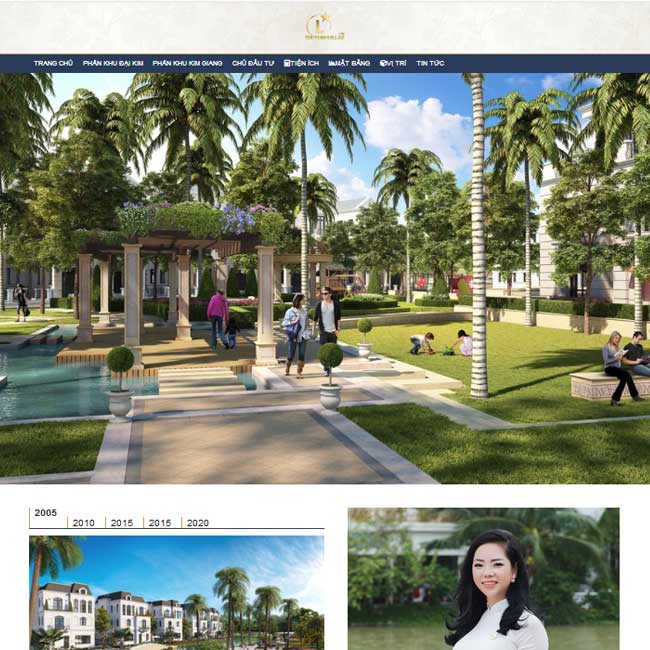 L
TRANG CHỦ PHÂN KHU ĐẠI KIM PHÂN KHU KIM GIANG CHỦ ĐẦU TƯ TIỆN ÍCH MẶT BẰNG VỊ TRÍ TIN TỨC
2005 2010 2015 2015 2020